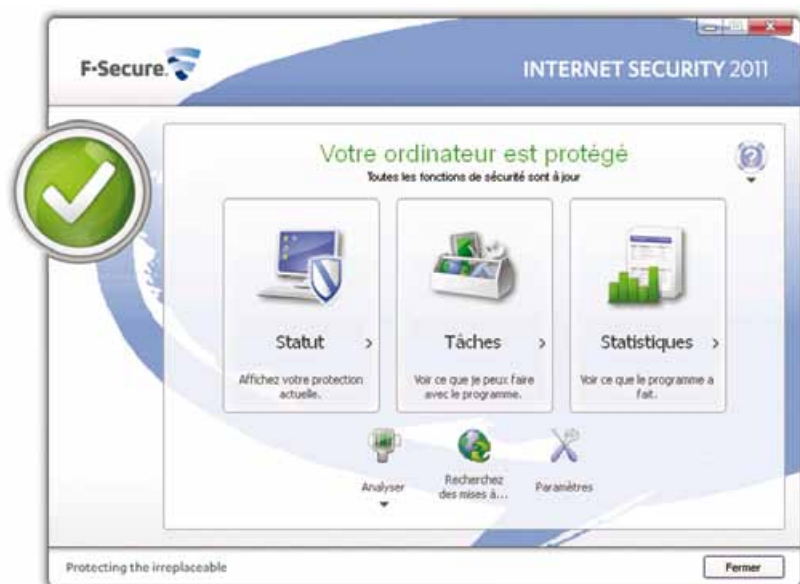 F-Secure.
INTERNET SECURITY 2011
Votre ordinateur est protégé
Toutes les fonctions de sécurité sont à jour
Statut >
Affichez votre protection
actuelle.
Tâches >
Voir ce que je peux faire
avec le programme.
Statistiques >
Voir ce que le programme a
fait.
Analyser
Recherchez
des mises à...
Paramètres
Protecting the irreplaceable
Fermer